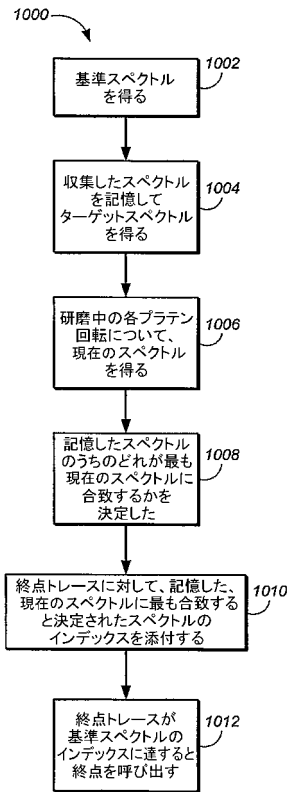 1000
1002
基準スペクトル
を得る
1004
収集したスペクトル
を記憶して
ターゲットスペクトル
を得る
1006
研磨中の各プラテン
回転について、
現在のスペクトル
を得る
1008
記憶したスペクトル
のうちのどれが最も
現在のスペクトルに
合致するかを
決定した
1010
終点トレースに対して、記憶した、
現在のスペクトルに最も合致する
と決定されたスペクトルの
インデックスを添付する
1012
終点トレースが
基準スペクトルの
インデックスに達すると
終点を呼び出す